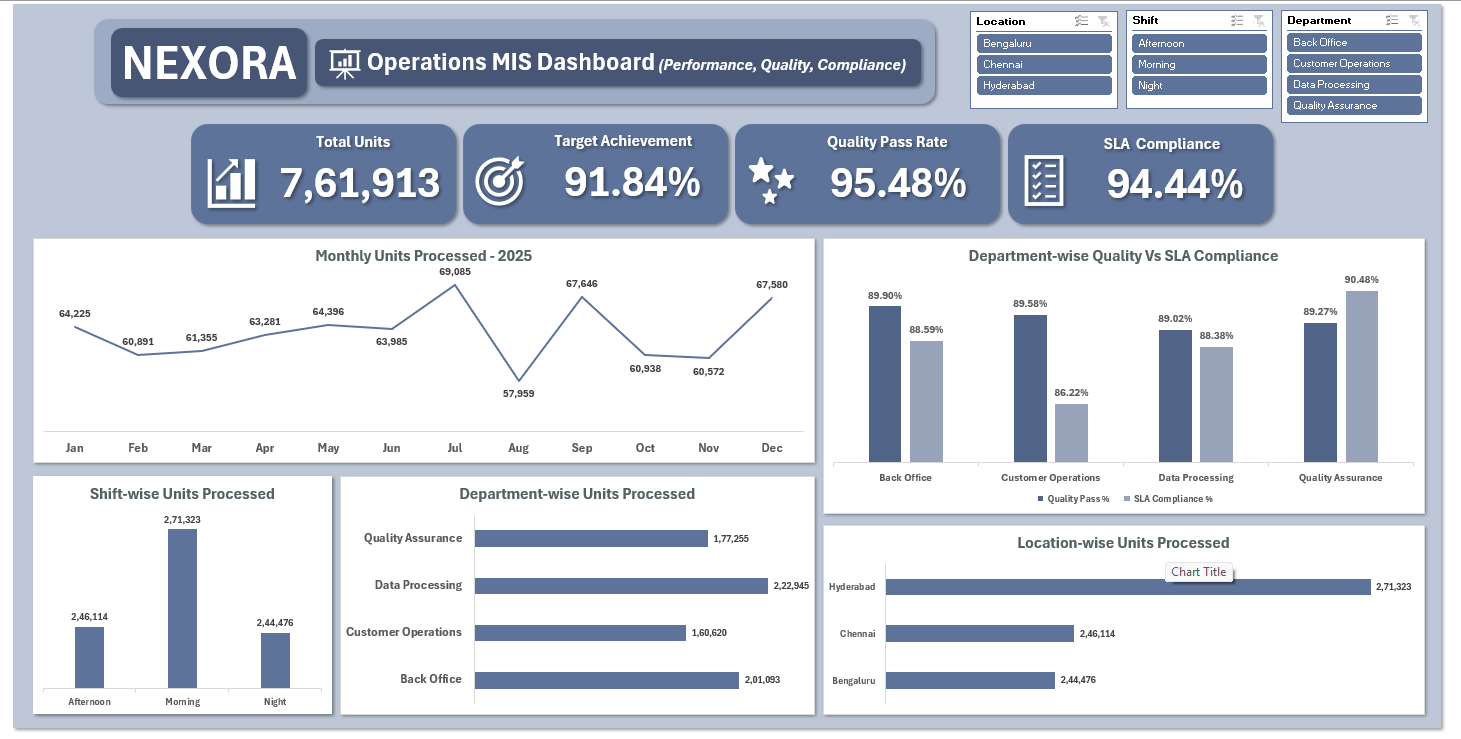 NEXORA
Operations MIS Dashboard (Performance, Quality, Compliance)
Location
Bengaluru
Chennai
Hyderabad
Shift
Afternoon
Morning
Night
Department
Back Office
Customer Operations
Data Processing
Quality Assurance
Total Units
7,61,913
Target Achievement
91.84%
Quality Pass Rate
95.48%
SLA Compliance
94.44%
Monthly Units Processed - 2025
64,225
60,891
61,355
63,281
64,396
63,985
69,085
57,959
67,646
60,938
60,572
67,580
Jan Feb Mar Apr May Jun Jul Aug Sep Oct Nov Dec
Department-wise Quality Vs SLA Compliance
89.90%
88.59%
89.58%
86.22%
89.02%
88.38%
89.27%
90.48%
Back Office Customer Operations Data Processing Quality Assurance
Quality Pass % SLA Compliance %
Shift-wise Units Processed
2,46,114
2,71,323
2,44,476
Afternoon Morning Night
Department-wise Units Processed
Quality Assurance 1,77,255
Data Processing 2,22,945
Customer Operations 1,60,620
Back Office 2,01,093
Location-wise Units Processed
Chart Title
Hyderabad 2,71,323
Chennai 2,46,114
Bengaluru 2,44,476